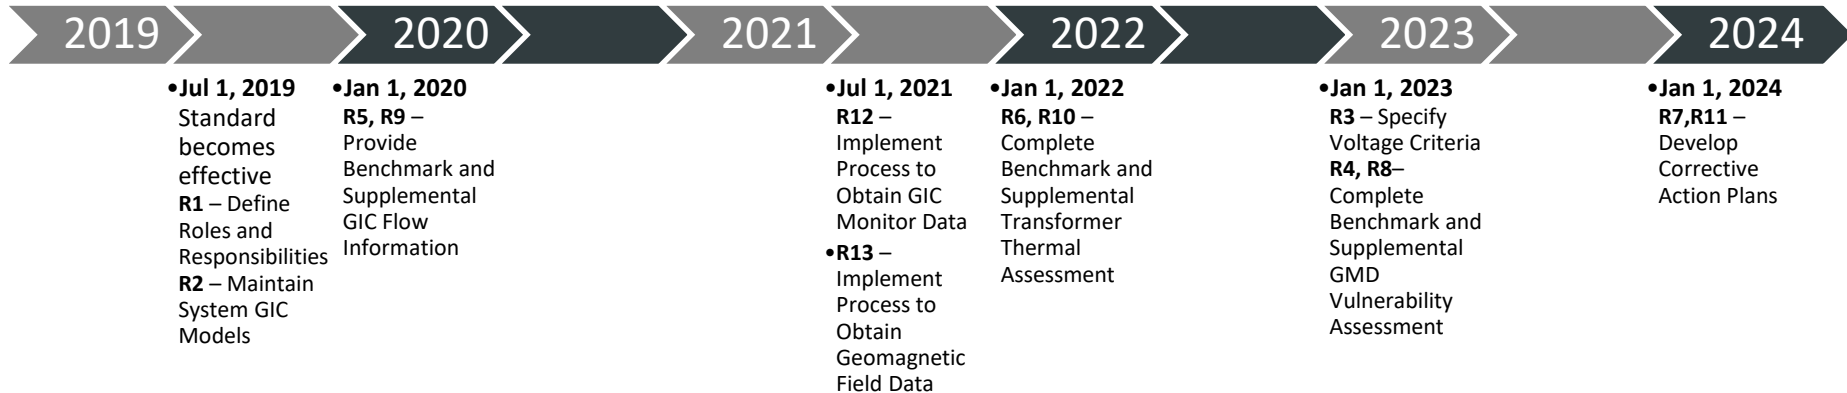 2019
2020
2021
2022
2023
2024
•Jul 1, 2019
Standard
becomes
effective
R1 – Define
Roles and
Responsibilities
R2 – Maintain
System GIC
Models
•Jan 1, 2020
R5, R9 –
Provide
Benchmark and
Supplemental
GIC Flow
Information
•Jul 1, 2021
R12 –
Implement
Process to
Obtain GIC
Monitor Data
•R13 –
Implement
Process to
Obtain
Geomagnetic
Field Data
•Jan 1, 2022
R6, R10 –
Complete
Benchmark and
Supplemental
Transformer
Thermal
Assessment
•Jan 1, 2023
R3 – Specify
Voltage Criteria
R4, R8–
Complete
Benchmark and
Supplemental
GMD
Vulnerability
Assessment
•Jan 1, 2024
R7,R11 –
Develop
Corrective
Action Plans